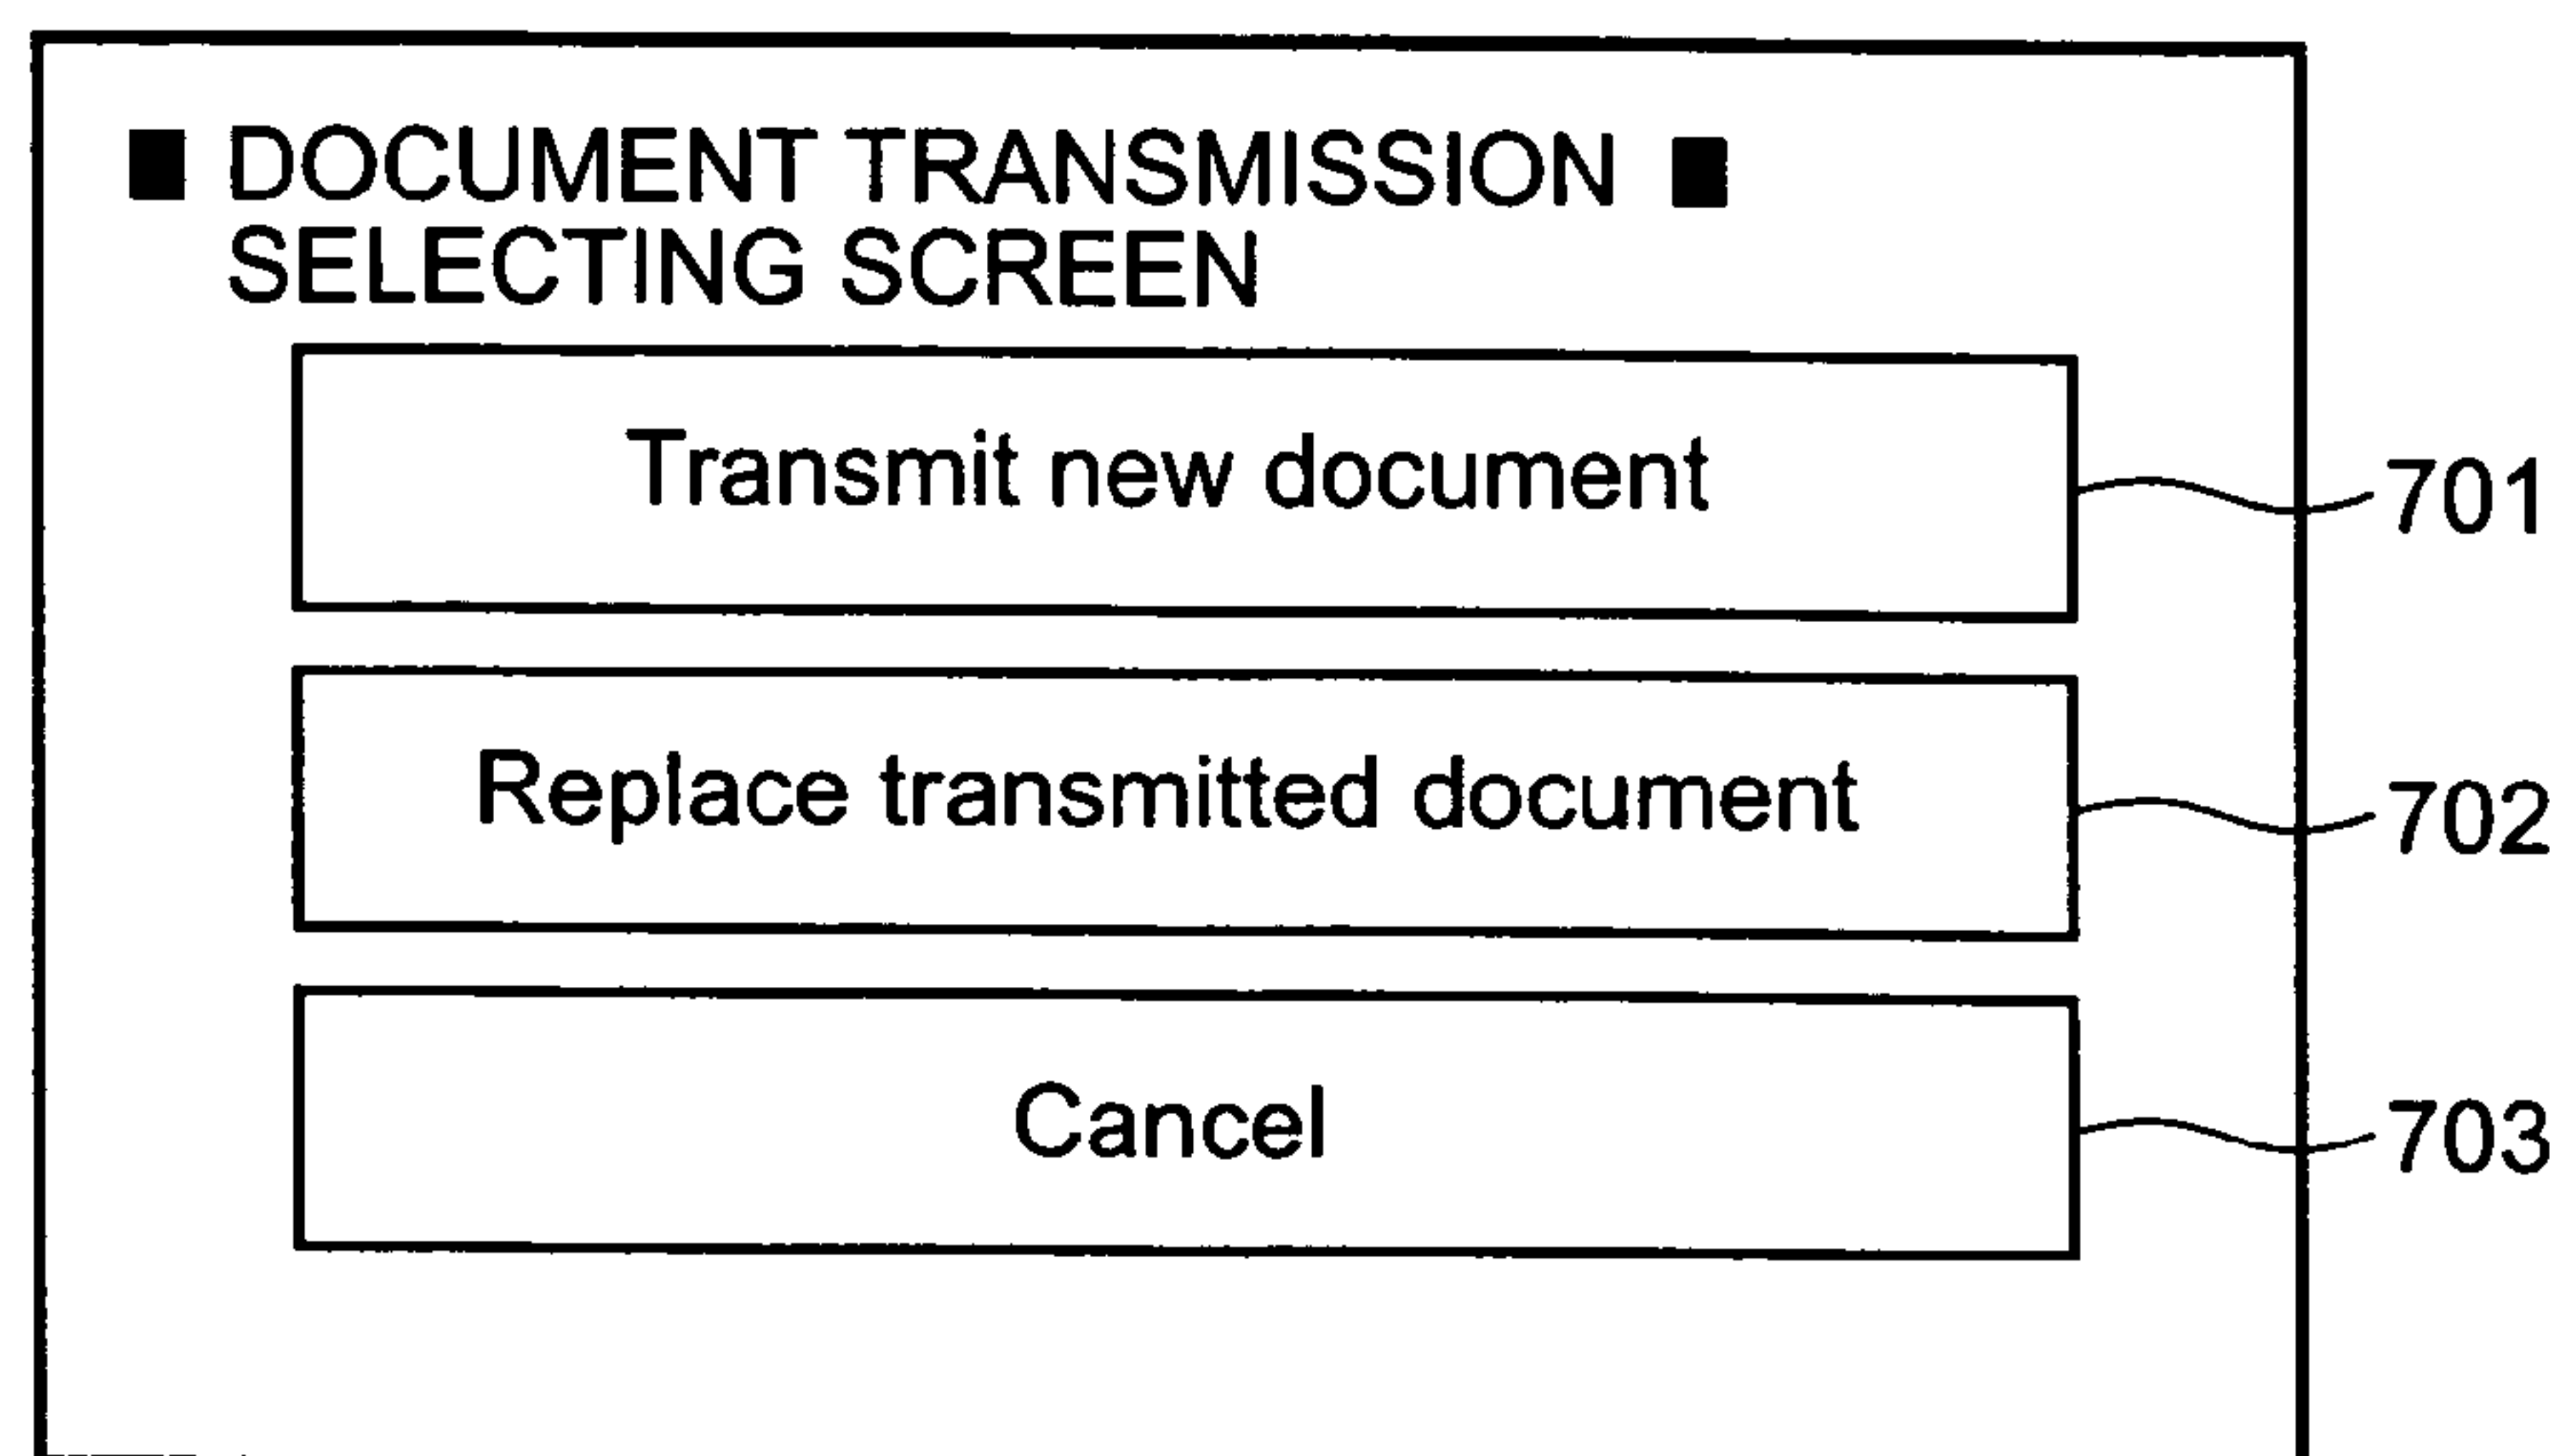 ■ DOCUMENT TRANSMISSION ■
SELECTING SCREEN
Transmit new document
701
Replace transmitted document
702
Cancel
703